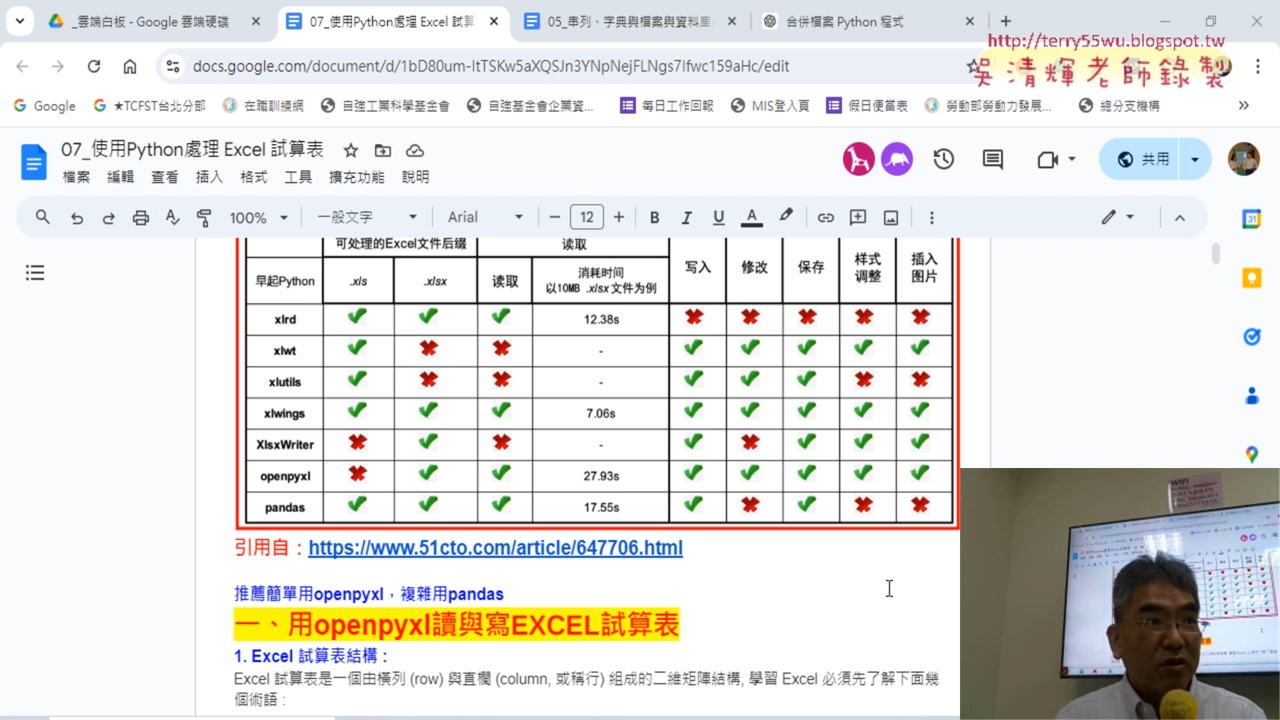 _雲端白板 - Google 雲端硬碟
07_使用Python處理 Excel 試算
05_串列、字典與檔案與資料庫
合併檔案 Python 程式
http://terry55wu.blogspot.tw
吳清輝老師錄製
docs.google.com/document/d/1bD80um-ItTSKw5aXQSJn3YNpNejFLNgs7Ifwc159aHc/edit
Google
★TCFST台北分部
在職訓練網
自強工業科學基金會
自強基金會企業資...
每日工作回報
MIS登入頁
假日便當表
勞動部勞動力發展...
總分支機構
07_使用Python處理 Excel 試算表
共用
檔案 編輯 查看 插入 格式 工具 擴充功能 說明
100% 一般文字 Arial 12 B I U A
可处理的Excel文件后缀 读取 写入 修改 保存 样式调整 插入图片
早起Python .xls .xlsx 读取 消耗时间 以10MB .xlsx文件为例
xlrd 12.38s
xlwt -
xlutils -
xlwings 7.06s
XlsxWriter -
openpyxl 27.93s
pandas 17.55s
引用自：https://www.51cto.com/article/647706.html
推薦簡單用openpyxl，複雜用pandas
一、用openpyxl讀與寫EXCEL試算表
1. Excel 試算表結構：
Excel 試算表是一個由橫列 (row) 與直欄 (column, 或稱行) 組成的二維矩陣結構, 學習 Excel 必須先了解下面幾
個術語：
WiFi